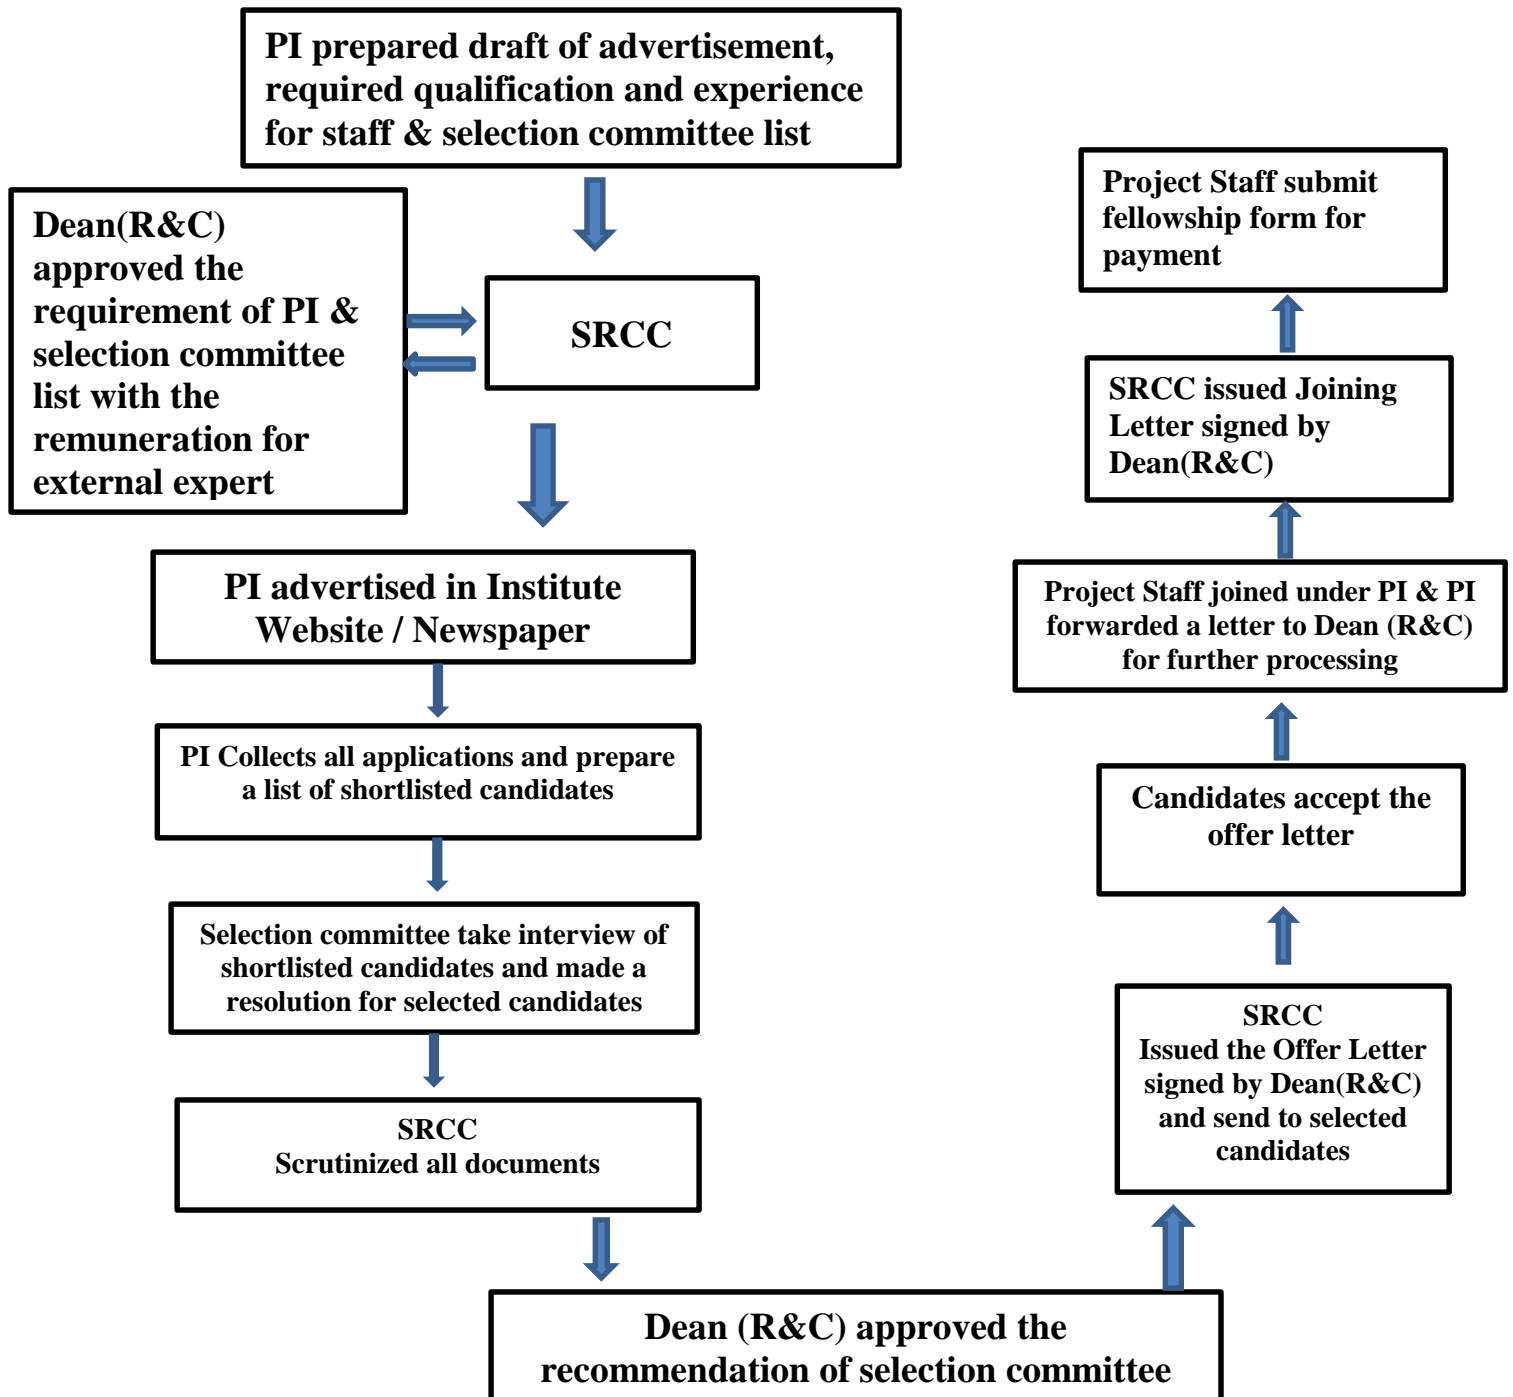 PI prepared draft of advertisement,
required qualification and experience
for staff & selection committee list
Dean(R&C)
approved the
requirement of PI &
selection committee
list with the
remuneration for
external expert
SRCC
PI advertised in Institute
Website / Newspaper
PI Collects all applications and prepare
a list of shortlisted candidates
Selection committee take interview of
shortlisted candidates and made a
resolution for selected candidates
SRCC
Scrutinized all documents
Dean (R&C) approved the
recommendation of selection committee
SRCC
Issued the Offer Letter
signed by Dean(R&C)
and send to selected
candidates
Candidates accept the
offer letter
Project Staff joined under PI & PI
forwarded a letter to Dean (R&C)
for further processing
SRCC issued Joining
Letter signed by
Dean(R&C)
Project Staff submit
fellowship form for
payment